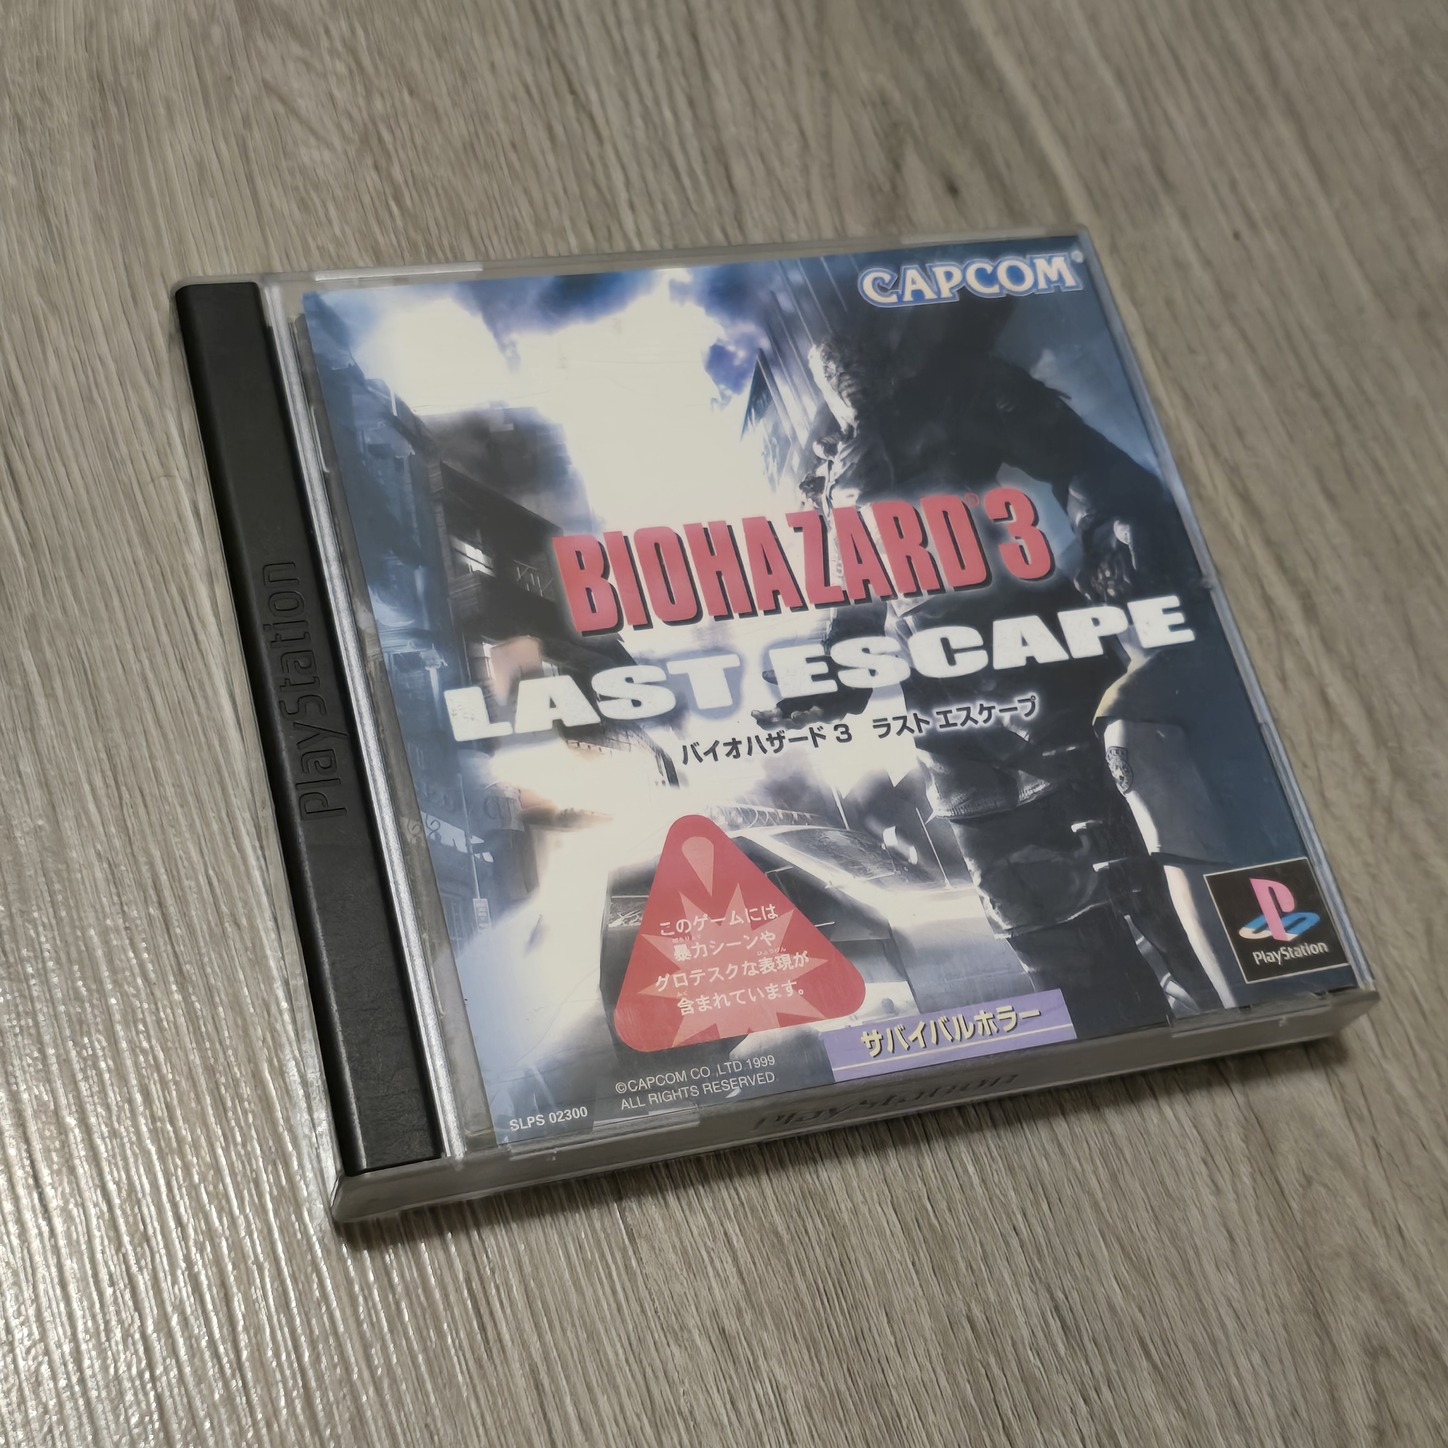 CAPCOM®
BIOHAZARD®3
LAST ESCAPE
バイオハザード3 ラスト エスケープ
このゲームには
暴力シーンや
グロテスクな表現が
含まれています。
サバイバルホラー
©CAPCOM CO.,LTD 1999
ALL RIGHTS RESERVED
SLPS 02300
PlayStation
PlayStation
PlayStation